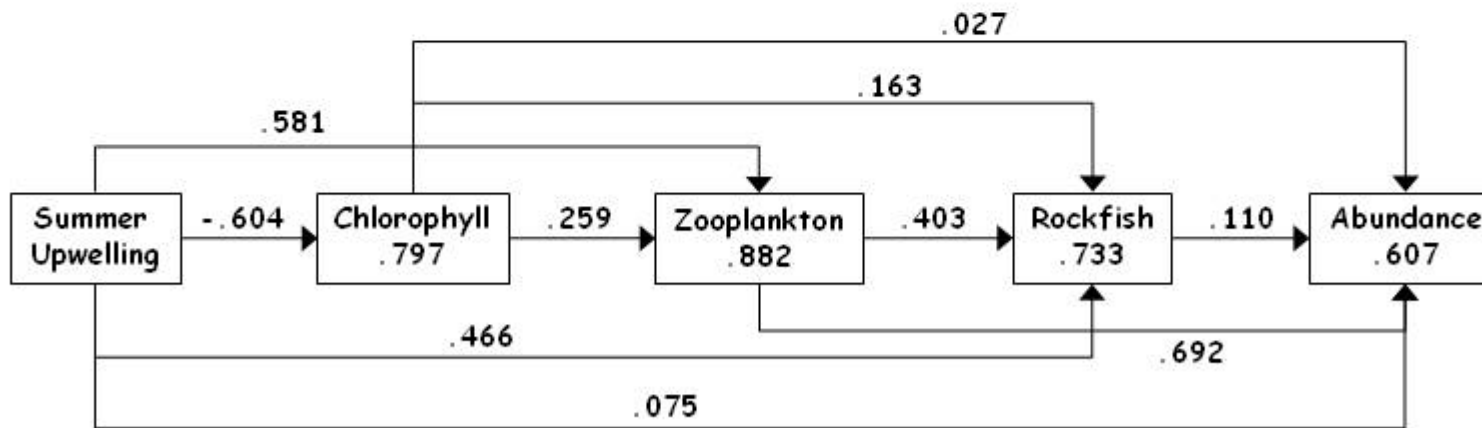 .027
.163
.581
Summer
Upwelling
-.604
Chlorophyll
.797
.259
Zooplankton
.882
.403
Rockfish
.733
.110
Abundance
.607
.466
.692
.075